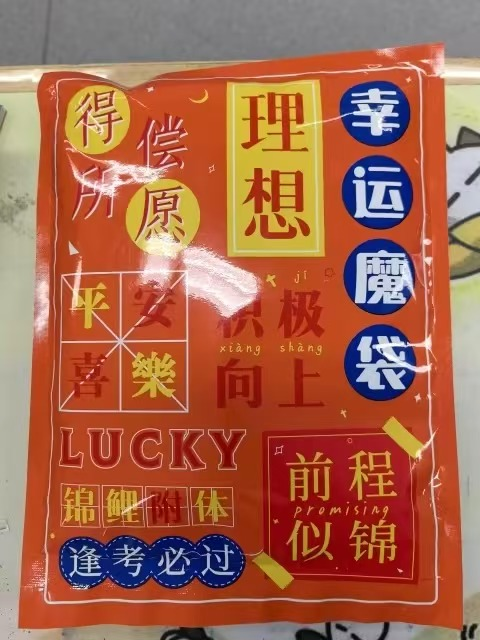 得所
偿愿
理想
幸运魔袋
平安
喜樂
jī
积极
xiàng shàng
向上
LUCKY
锦鲤附体
逢考必过
前程
promising
似锦